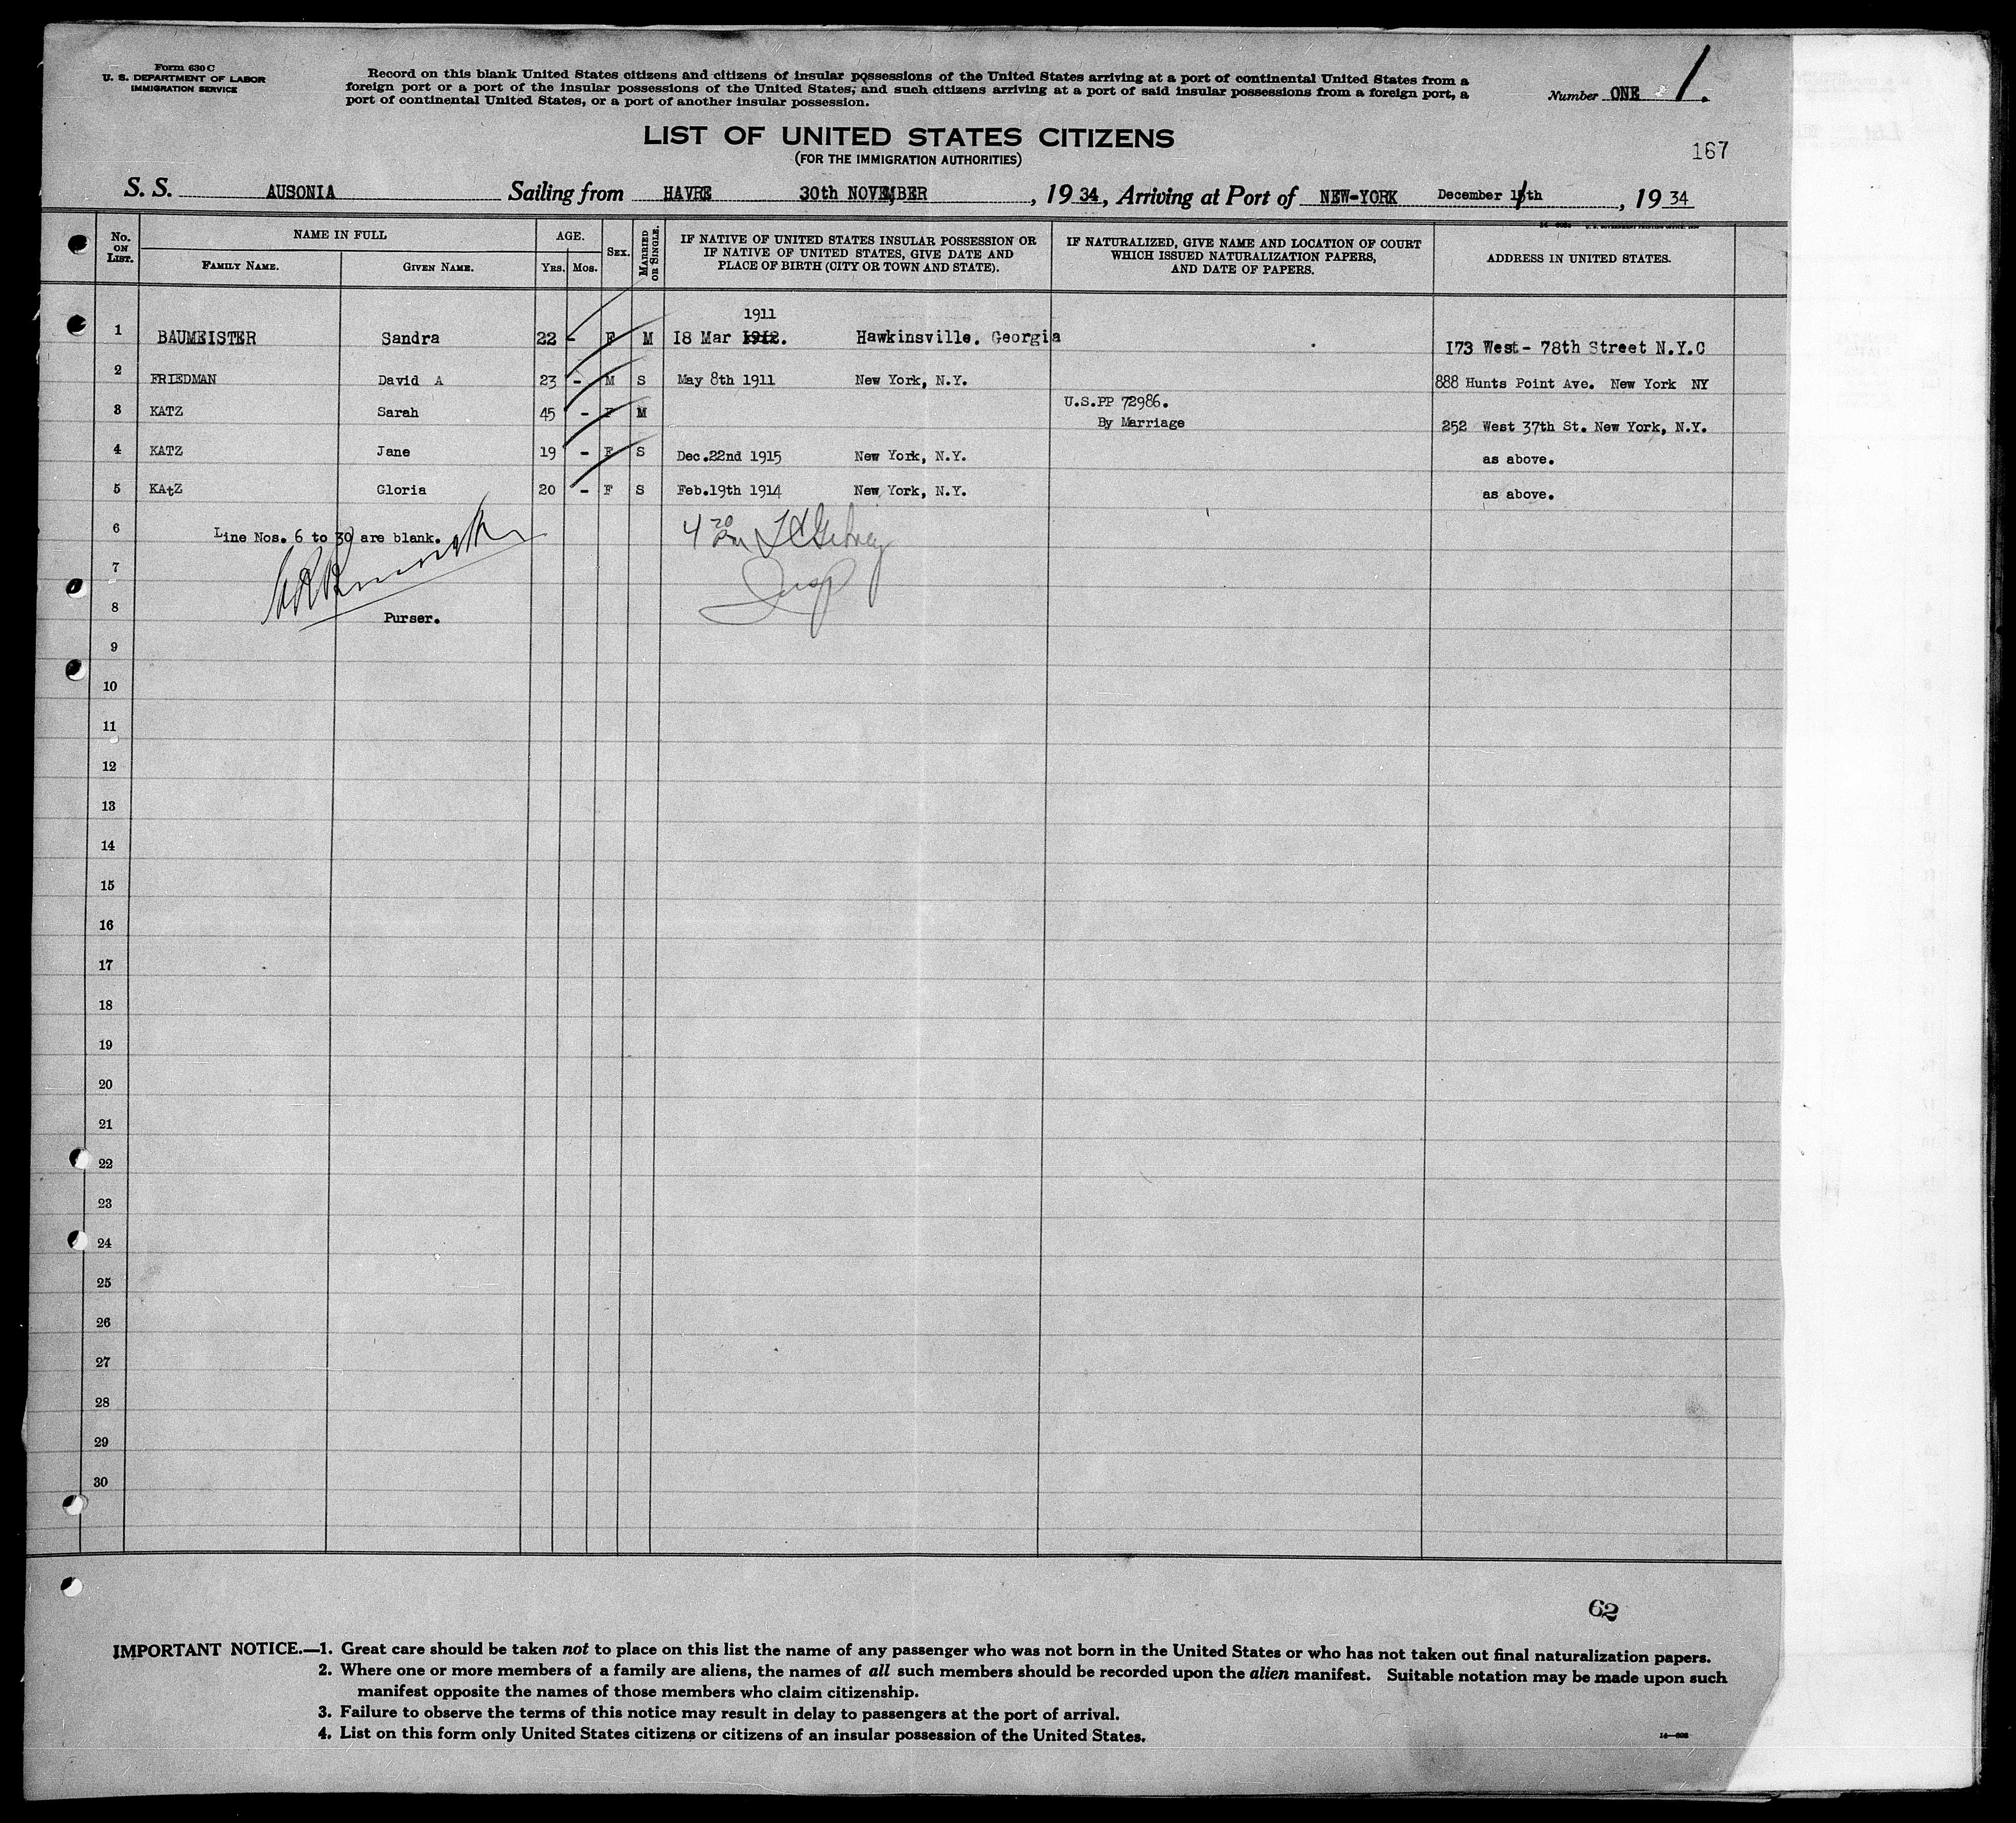 Form 630 C
U. S. DEPARTMENT OF LABOR
IMMIGRATION SERVICE
Record on this blank United States citizens and citizens of insular possessions of the United States arriving at a port of continental United States from a
foreign port or a port of the insular possessions of the United States; and such citizens arriving at a port of said insular possessions from a foreign port, a
port of continental United States, or a port of another insular possession.
Number ONE 1.
LIST OF UNITED STATES CITIZENS
(FOR THE IMMIGRATION AUTHORITIES)
167
S. S. AUSONIA Sailing from HAVRE 30th NOVEMBER, 1934, Arriving at Port of NEW-YORK December th, 1934
No. ON LIST.
NAME IN FULL
FAMILY NAME.
GIVEN NAME.
AGE.
YRS. MOS.
SEX.
MARRIED OR SINGLE.
IF NATIVE OF UNITED STATES INSULAR POSSESSION OR
IF NATIVE OF UNITED STATES, GIVE DATE AND
PLACE OF BIRTH (CITY OR TOWN AND STATE).
IF NATURALIZED, GIVE NAME AND LOCATION OF COURT
WHICH ISSUED NATURALIZATION PAPERS,
AND DATE OF PAPERS.
ADDRESS IN UNITED STATES.
1911
1 BAUMEISTER Sandra 22 - F M 18 Mar 1912. Hawkinsville. Georgia 173 West- 78th Street N.Y.C
2 FRIEDMAN David A 23 - M S May 8th 1911 New York, N.Y. 888 Hunts Point Ave. New York NY
3 KATZ Sarah 45 - F M U.S.PP 72986. By Marriage 252 West 37th St. New York, N.Y.
4 KATZ Jane 19 - F S Dec.22nd 1915 New York, N.Y. as above.
5 KAtZ Gloria 20 - F S Feb.19th 1914 New York, N.Y. as above.
6 Line Nos. 6 to 30 are blank. 4 20
7
Insp
8 Purser.
9
10
11
12
13
14
15
16
17
18
19
20
21
22
23
24
25
26
27
28
29
30
62
IMPORTANT NOTICE.—1. Great care should be taken not to place on this list the name of any passenger who was not born in the United States or who has not taken out final naturalization papers.
2. Where one or more members of a family are aliens, the names of all such members should be recorded upon the alien manifest. Suitable notation may be made upon such
manifest opposite the names of those members who claim citizenship.
3. Failure to observe the terms of this notice may result in delay to passengers at the port of arrival.
4. List on this form only United States citizens or citizens of an insular possession of the United States.